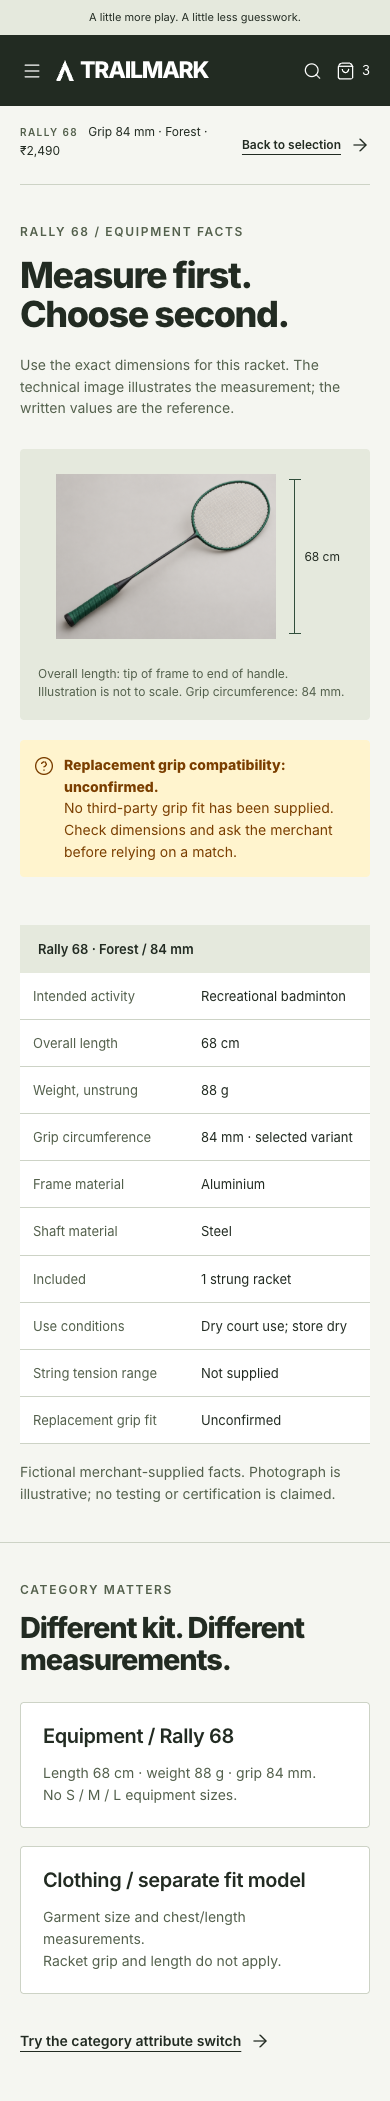 A little more play. A little less guesswork.
TRAILMARK
3
RALLY 68 Grip 84 mm · Forest ·
₹2,490
Back to selection
RALLY 68 / EQUIPMENT FACTS
Measure first.
Choose second.
Use the exact dimensions for this racket. The
technical image illustrates the measurement; the
written values are the reference.
68 cm
Overall length: tip of frame to end of handle.
Illustration is not to scale. Grip circumference: 84 mm.
Replacement grip compatibility:
unconfirmed.
No third-party grip fit has been supplied.
Check dimensions and ask the merchant
before relying on a match.
Rally 68 · Forest / 84 mm
Intended activity Recreational badminton
Overall length 68 cm
Weight, unstrung 88 g
Grip circumference 84 mm · selected variant
Frame material Aluminium
Shaft material Steel
Included 1 strung racket
Use conditions Dry court use; store dry
String tension range Not supplied
Replacement grip fit Unconfirmed
Fictional merchant-supplied facts. Photograph is
illustrative; no testing or certification is claimed.
CATEGORY MATTERS
Different kit. Different
measurements.
Equipment / Rally 68
Length 68 cm · weight 88 g · grip 84 mm.
No S / M / L equipment sizes.
Clothing / separate fit model
Garment size and chest/length
measurements.
Racket grip and length do not apply.
Try the category attribute switch